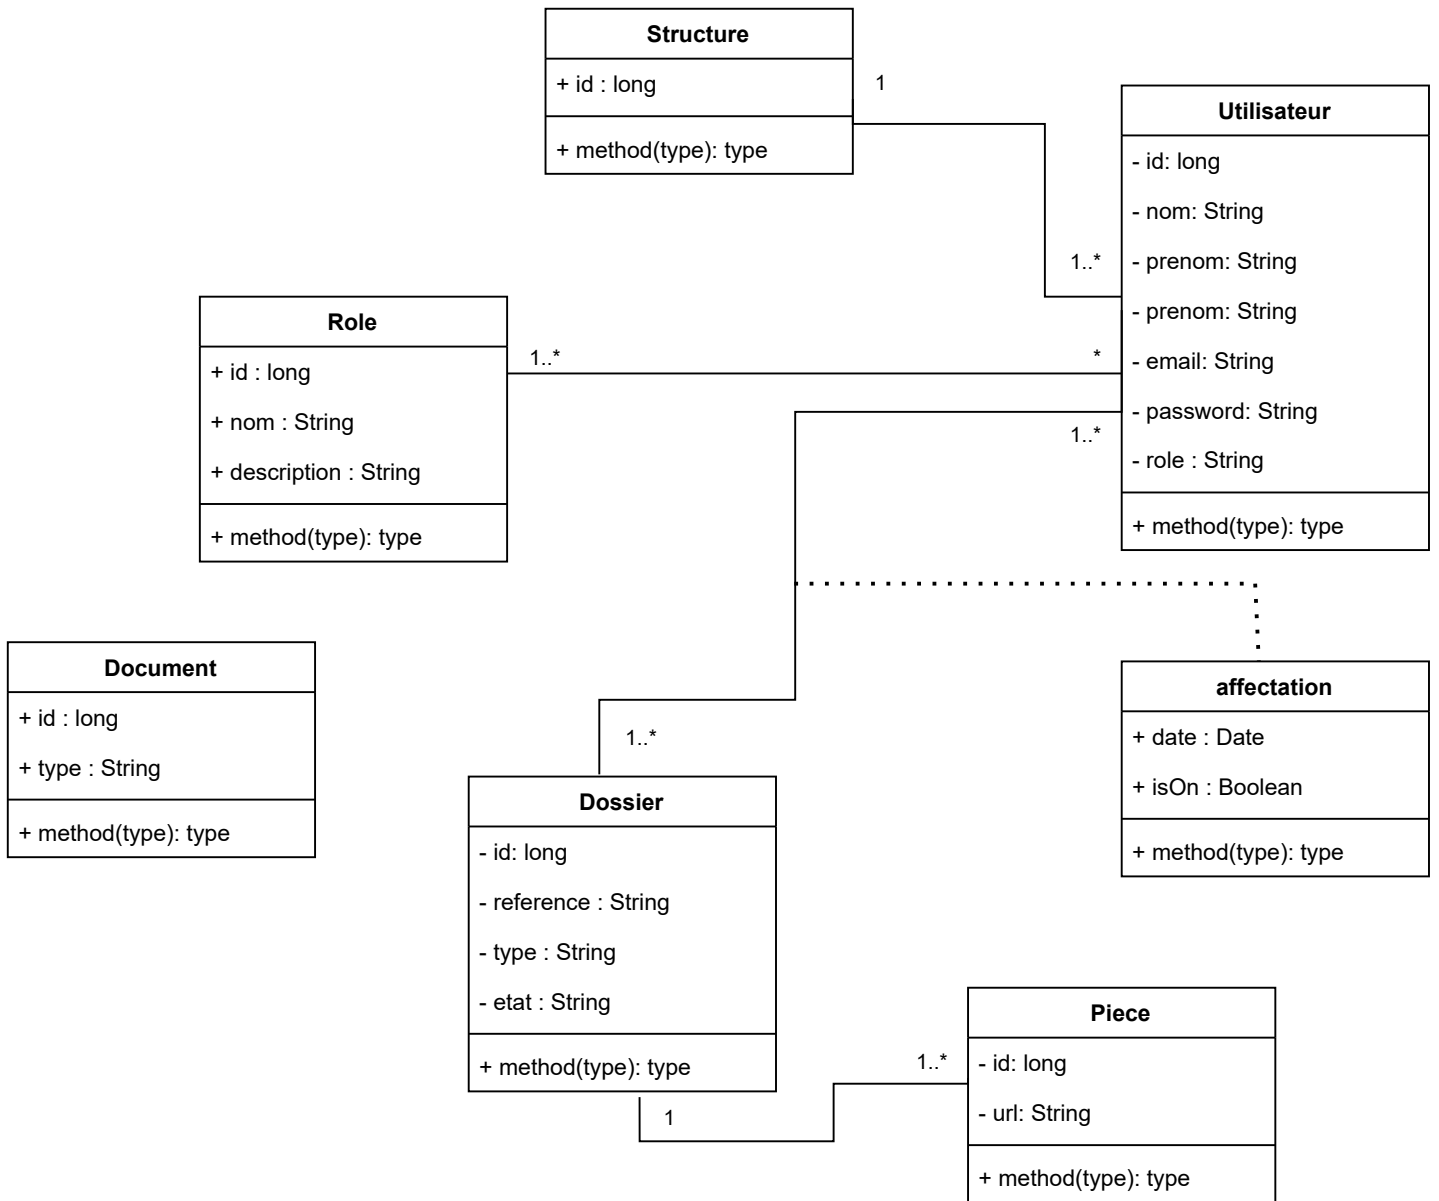 Structure
+ id : long
+ method(type): type
1
Utilisateur
- id: long
- nom: String
- prenom: String
- prenom: String
- email: String
- password: String
- role : String
+ method(type): type
1..*
Role
+ id : long
+ nom : String
+ description : String
+ method(type): type
1..*
*
1..*
Document
+ id : long
+ type : String
+ method(type): type
affectation
+ date : Date
+ isOn : Boolean
+ method(type): type
1..*
Dossier
- id: long
- reference : String
- type : String
- etat : String
+ method(type): type
1
1..*
Piece
- id: long
- url: String
+ method(type): type